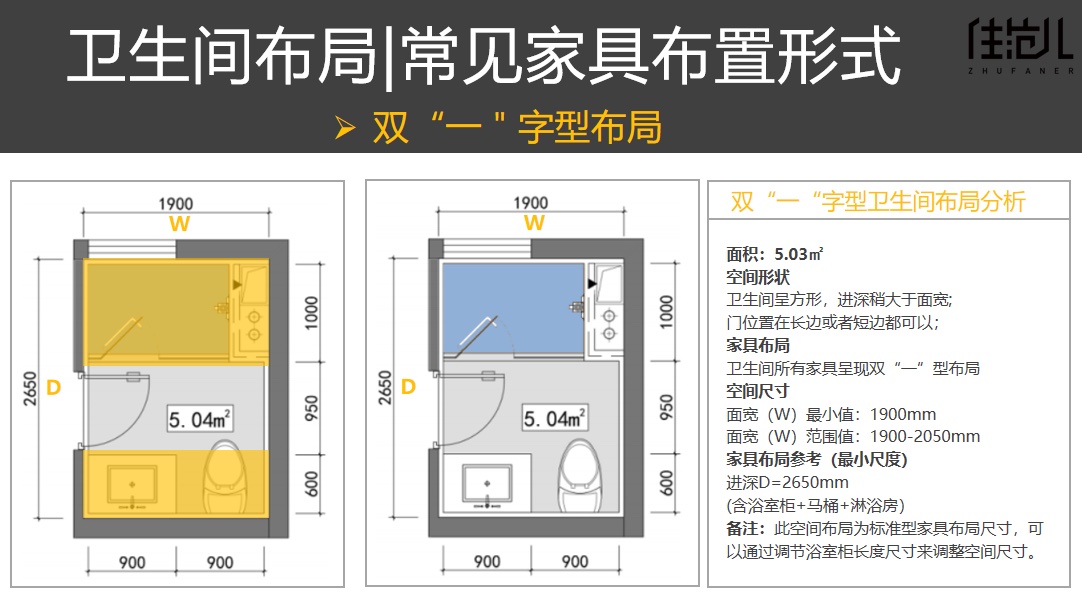 卫生间布局|常见家具布置形式
住范儿
ZHUFANER
➢ 双“一"字型布局
1900
W
2650
D
1000
950
600
5.04m²
900
900
1900
W
2650
D
1000
950
600
5.04m²
900
900
双“一“字型卫生间布局分析
面积：5.03㎡
空间形状
卫生间呈方形，进深稍大于面宽;
门位置在长边或者短边都可以；
家具布局
卫生间所有家具呈现双“一”型布局
空间尺寸
面宽（W）最小值：1900mm
面宽（W）范围值：1900-2050mm
家具布局参考（最小尺度）
进深D=2650mm
(含浴室柜+马桶+淋浴房）
备注：此空间布局为标准型家具布局尺寸，可
以通过调节浴室柜长度尺寸来调整空间尺寸。